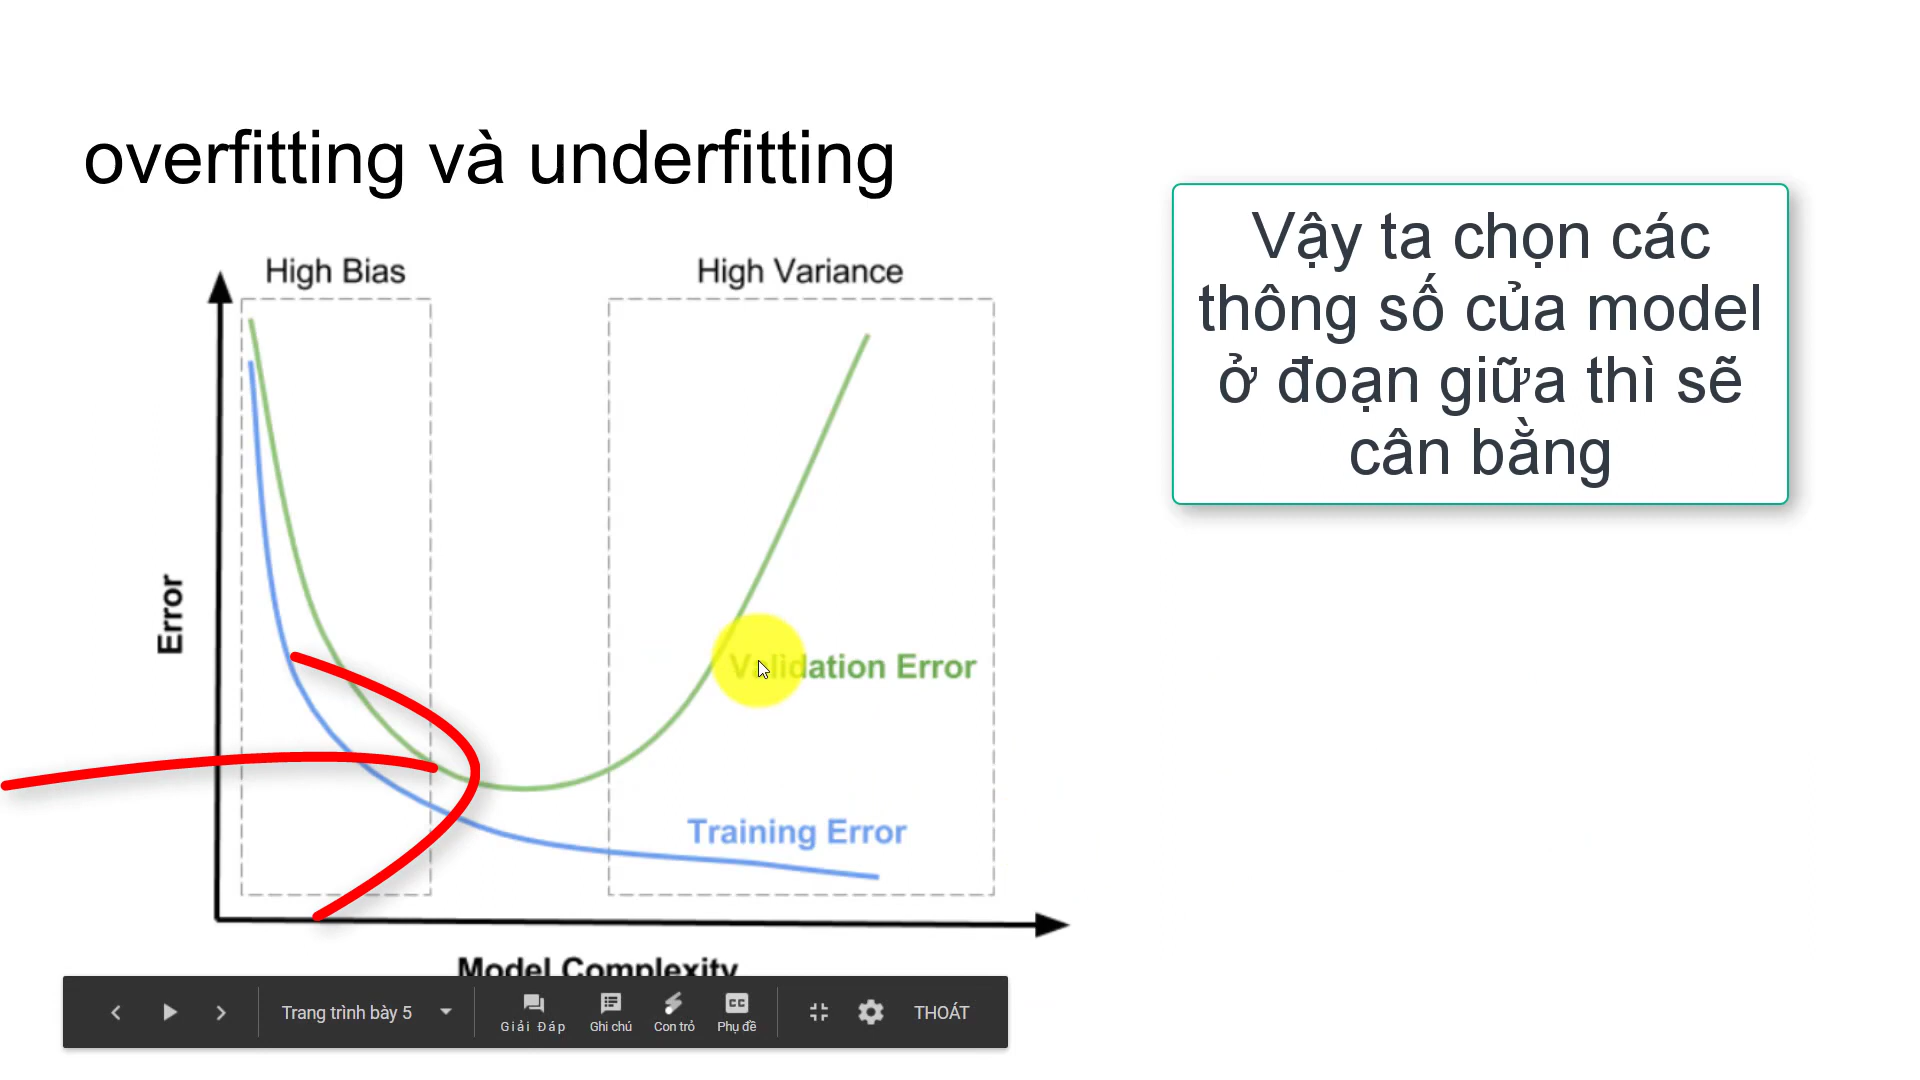 overfitting và underfitting
Vậy ta chọn các
thông số của model
ở đoạn giữa thì sẽ
cân bằng
High Bias
High Variance
Error
Validation Error
Training Error
Model Complexity
Trang trình bày 5
Giải Đáp
Ghi chú
Con trỏ
CC
Phụ đề
THOÁT